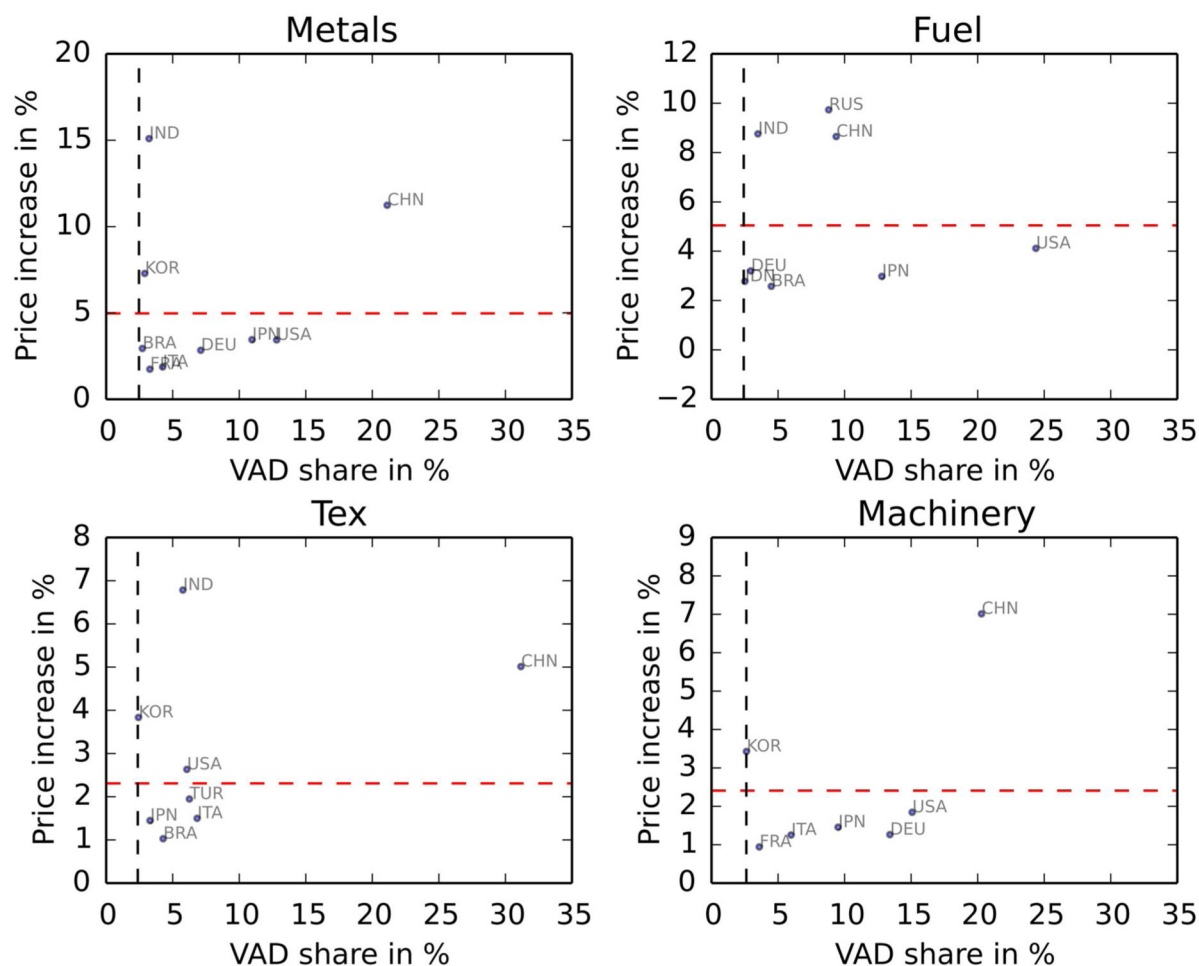 Metals
20
15
10
5
0
Price increase in %
IND
CHN
KOR
BRA
FRA
ITA
DEU
JPN
USA
0 5 10 15 20 25 30 35
VAD share in %
Fuel
12
10
8
6
4
2
0
−2
Price increase in %
RUS
IND
CHN
USA
DEU
IDN
BRA
JPN
0 5 10 15 20 25 30 35
VAD share in %
Tex
8
7
6
5
4
3
2
1
0
Price increase in %
IND
CHN
KOR
USA
TUR
JPN
ITA
BRA
0 5 10 15 20 25 30 35
VAD share in %
Machinery
9
8
7
6
5
4
3
2
1
0
Price increase in %
CHN
KOR
USA
JPN
DEU
ITA
FRA
0 5 10 15 20 25 30 35
VAD share in %